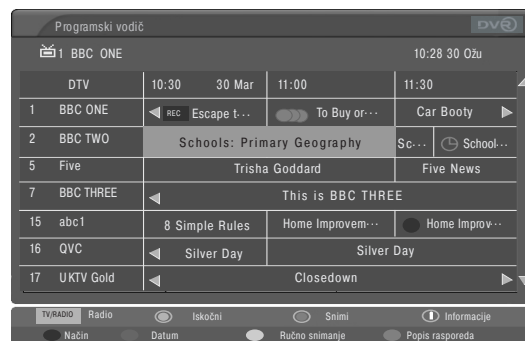 Programski vodič DVR
1 BBC ONE 10:28 30 Ožu
DTV 10:30 30 Mar 11:00 11:30
1 BBC ONE REC Escape t··· To Buy or··· Car Booty
2 BBC TWO Schools: Primary Geography Sc··· School···
5 Five Trisha Goddard Five News
7 BBC THREE This is BBC THREE
15 abc1 8 Simple Rules Home Improvem··· Home Improv···
16 QVC Silver Day Silver Day
17 UKTV Gold Closedown
TV/RADIO Radio Iskočni Snimi Informacije
Način Datum Ručno snimanje Popis rasporeda